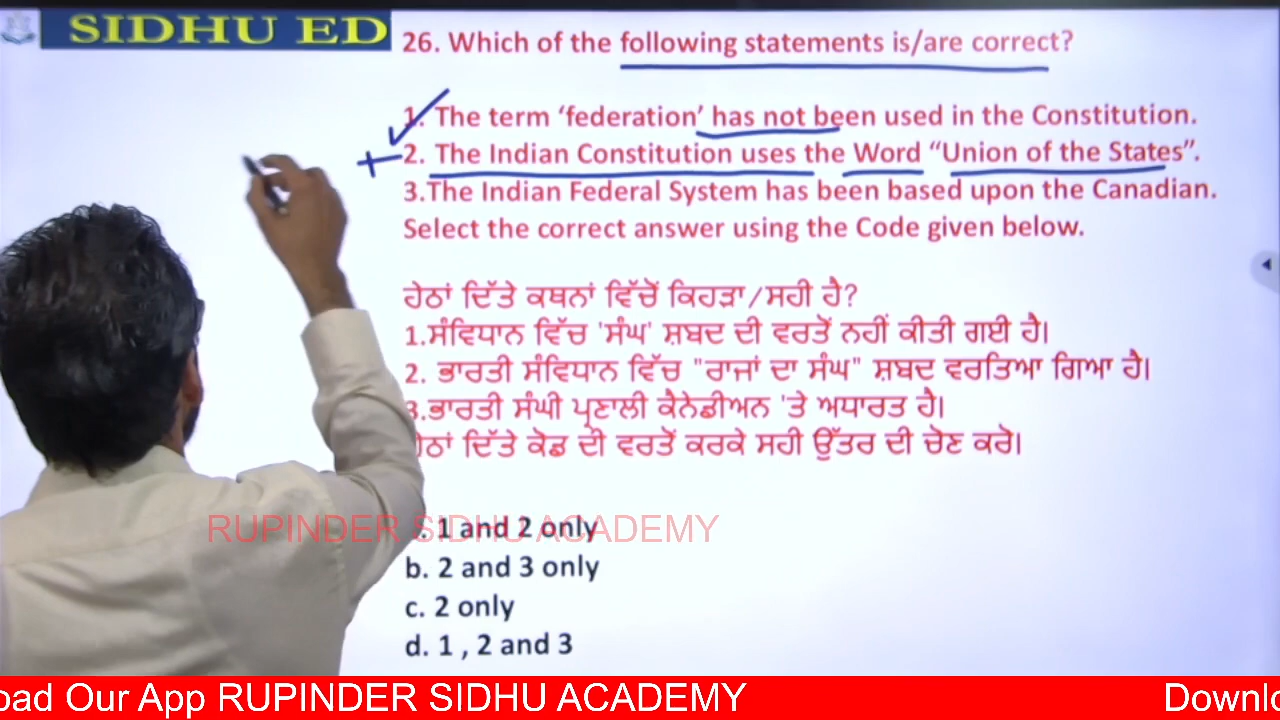 SIDHU ED
26. Which of the following statements is/are correct?
1. The term ‘federation’ has not been used in the Constitution.
2. The Indian Constitution uses the Word “Union of the States”.
3.The Indian Federal System has been based upon the Canadian.
Select the correct answer using the Code given below.
ਹੇਠਾਂ ਦਿੱਤੇ ਕਥਨਾਂ ਵਿੱਚੋਂ ਕਿਹੜਾ/ਸਹੀ ਹੈ?
1.ਸੰਵਿਧਾਨ ਵਿੱਚ 'ਸੰਘ' ਸ਼ਬਦ ਦੀ ਵਰਤੋਂ ਨਹੀਂ ਕੀਤੀ ਗਈ ਹੈ।
2. ਭਾਰਤੀ ਸੰਵਿਧਾਨ ਵਿੱਚ "ਰਾਜਾਂ ਦਾ ਸੰਘ" ਸ਼ਬਦ ਵਰਤਿਆ ਗਿਆ ਹੈ।
3.ਭਾਰਤੀ ਸੰਘੀ ਪ੍ਰਣਾਲੀ ਕੈਨੇਡੀਅਨ 'ਤੇ ਅਧਾਰਤ ਹੈ।
ਹੇਠਾਂ ਦਿੱਤੇ ਕੋਡ ਦੀ ਵਰਤੋਂ ਕਰਕੇ ਸਹੀ ਉੱਤਰ ਦੀ ਚੋਣ ਕਰੋ।
1 and 2 only
RUPINDER SIDHU ACADEMY
b. 2 and 3 only
c. 2 only
d. 1 , 2 and 3
oad Our App RUPINDER SIDHU ACADEMY Downlo